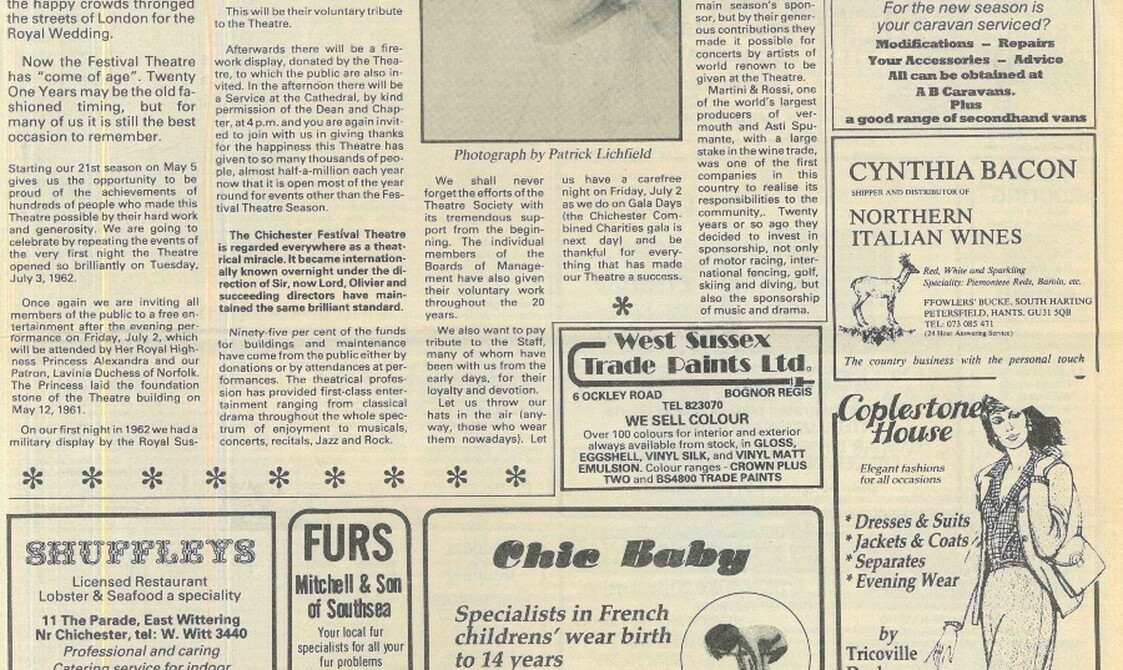 the happy crowds thronged
the streets of London for the
Royal Wedding.
Now the Festival Theatre
has "come of age". Twenty
One Years may be the old fa-
shioned timing, but for
many of us it is still the best
occasion to remember.
Starting our 21st season on May 5
gives us the opportunity to be
proud of the achievements of
hundreds of people who made this
Theatre possible by their hard work
and generosity. We are going to
celebrate by repeating the events of
the very first night the Theatre
opened so brilliantly on Tuesday,
July 3, 1962.
Once again we are inviting all
members of the public to a free en-
tertainment after the evening per-
formance on Friday, July 2, which
will be attended by Her Royal High-
ness Princess Alexandra and our
Patron, Lavinia Duchess of Norfolk.
The Princess laid the foundation
stone of the Theatre building on
May 12, 1961.
On our first night in 1962 we had a
military display by the Royal Sus-
This will be their voluntary tribute
to the Theatre.
Afterwards there will be a fire-
work display, donated by the Thea-
tre, to which the public are also in-
vited. In the afternoon there will be
a Service at the Cathedral, by kind
permission of the Dean and Chap-
ter, at 4 p.m. and you are again invit-
ed to join with us in giving thanks
for the happiness this Theatre has
given to so many thousands of peo-
ple, almost half-a-million each year
now that it is open most of the year
round for events other than the Fes-
tival Theatre Season.
The Chichester Festival Theatre
is regarded everywhere as a theat-
rical miracle. It became internation-
ally known overnight under the di-
rection of Sir, now Lord, Olivier and
succeeding directors have main-
tained the same brilliant standard.
Ninety-five per cent of the funds
for buildings and maintenance
have come from the public either by
donations or by attendances at per-
formances. The theatrical profes-
sion has provided first-class enter-
tainment ranging from classical
drama throughout the whole spec-
trum of enjoyment to musicals,
concerts, recitals, Jazz and Rock.
Photograph by Patrick Lichfield
We shall never
forget the efforts of the
Theatre Society with
its tremendous sup-
port from the begin-
ning. The individual
members of the
Boards of Manage-
ment have also given
their voluntary work
throughout the 20
years.
We also want to pay
tribute to the Staff,
many of whom have
been with us from the
early days, for their
loyalty and devotion.
Let us throw our
hats in the air (any-
way, those who wear
them nowadays). Let
us have a carefree
night on Friday, July 2
as we do on Gala Days
(the Chichester Com-
bined Charities gala is
next day) and be
thankful for every-
thing that has made
our Theatre a success.
*
main season's spon-
sor, but by their gener-
ous contributions they
made it possible for
concerts by artists of
world renown to be
given at the Theatre.
Martini & Rossi, one
of the world's largest
producers of ver-
mouth and Asti Spu-
mante, with a large
stake in the wine trade,
was one of the first
companies in this
country to realise its
responsibilities to the
community,. Twenty
years or so ago they
decided to invest in
sponsorship, not only
of motor racing, inter-
national fencing, golf,
skiing and diving, but
also the sponsorship
of music and drama.
* * * * * * * * *
West Sussex
Trade Paints Ltd.
6 OCKLEY ROAD BOGNOR REGIS
TEL 823070
WE SELL COLOUR
Over 100 colours for interior and exterior
always available from stock, in GLOSS,
EGGSHELL, VINYL SILK, and VINYL MATT
EMULSION. Colour ranges - CROWN PLUS
TWO and BS4800 TRADE PAINTS
For the new season is
your caravan serviced?
Modifications – Repairs
Your Accessories – Advice
All can be obtained at
A B Caravans.
Plus
a good range of secondhand vans
CYNTHIA BACON
SHIPPER AND DISTRIBUTOR OF
NORTHERN
ITALIAN WINES
Red, White and Sparkling
Speciality: Piemontese Reds, Barolo, etc.
FFOWLERS' BUCKE, SOUTH HARTING
PETERSFIELD, HANTS. GU31 5QB
TEL: 073 085 471
(24 Hour Answering Service)
The country business with the personal touch
Coplestone
House
Elegant fashions
for all occasions
* Dresses & Suits
* Jackets & Coats
* Separates
* Evening Wear
by
Tricoville
SHUFFLEYS
Licensed Restaurant
Lobster & Seafood a speciality
11 The Parade, East Wittering
Nr Chichester, tel: W. Witt 3440
Professional and caring
Catering service for indoor
FURS
Mitchell & Son
of Southsea
Your local fur
specialists for all your
fur problems
Chic Baby
Specialists in French
childrens' wear birth
to 14 years